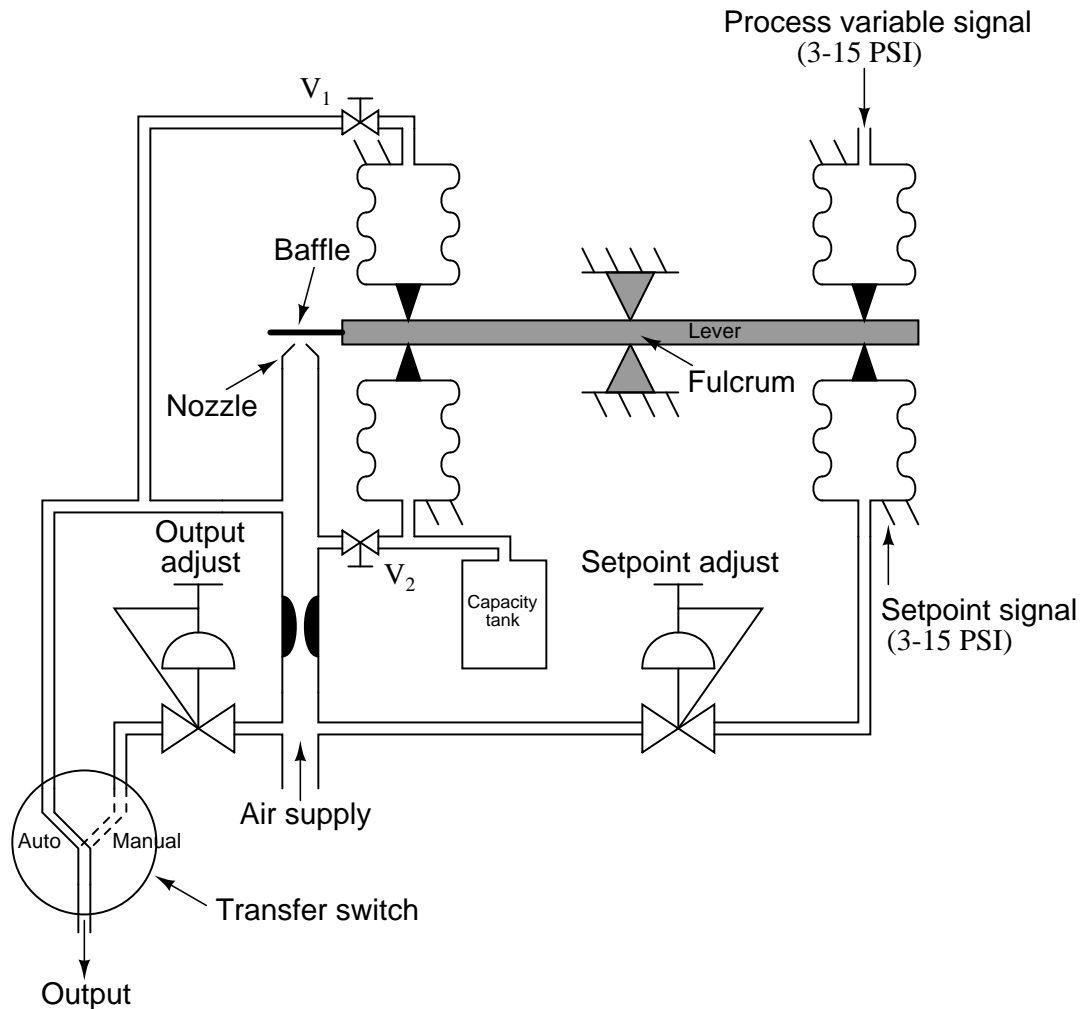 Process variable signal
(3-15 PSI)
V1
Baffle
Lever
Fulcrum
Nozzle
Output
adjust
V2
Setpoint adjust
Capacity
tank
Setpoint signal
(3-15 PSI)
Air supply
Auto
Manual
Transfer switch
Output